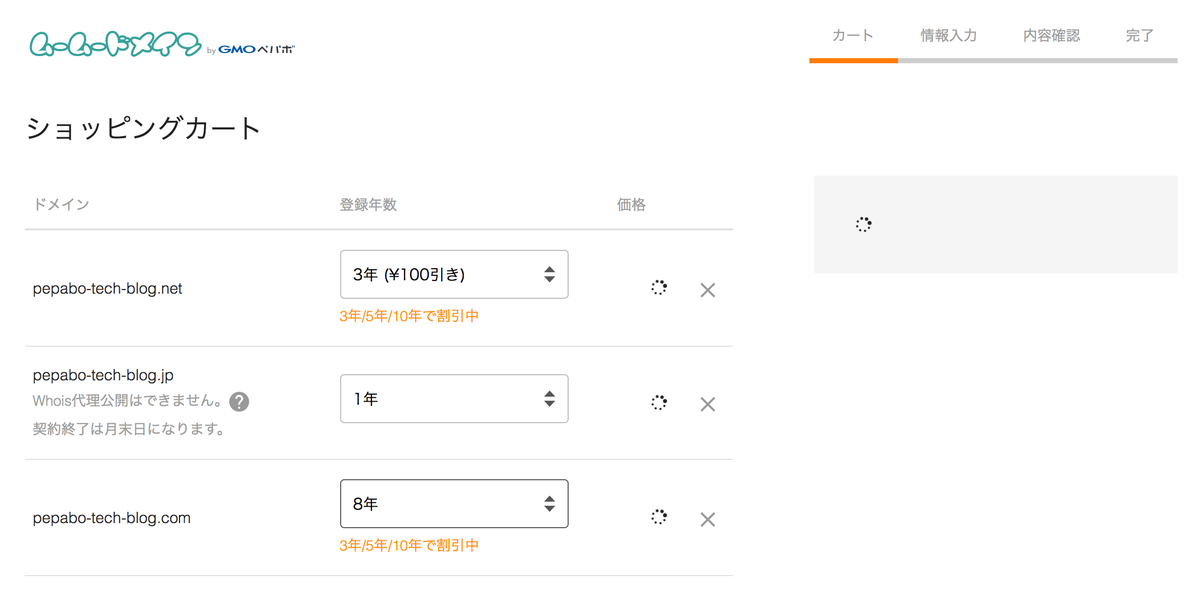 ムームードメイン by GMOペパボ
カート 情報入力 内容確認 完了
ショッピングカート
ドメイン 登録年数 価格
pepabo-tech-blog.net
3年 (¥100引き)
3年/5年/10年で割引中
pepabo-tech-blog.jp
Whois代理公開はできません。 ?
契約終了は月末日になります。
1年
pepabo-tech-blog.com
8年
3年/5年/10年で割引中